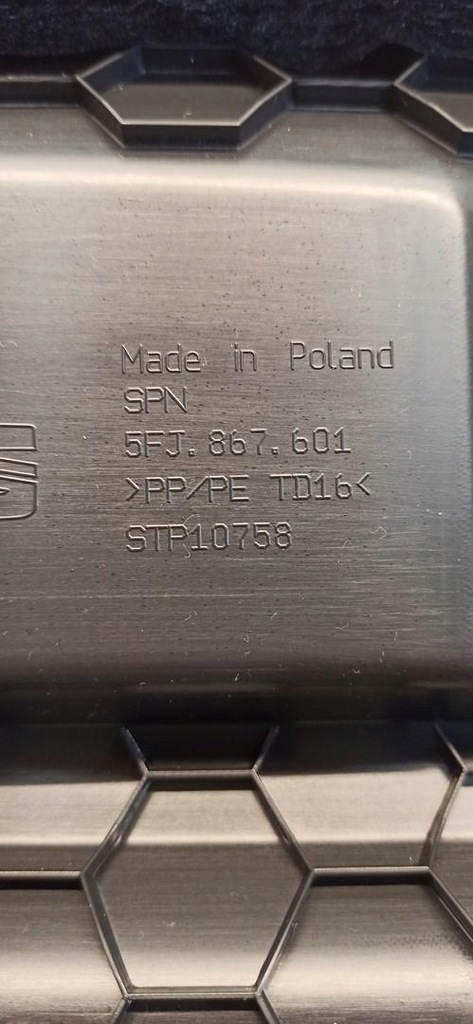 Made in Poland
SPN
5FJ.867.601
>PP/PE TD16<
STP10758